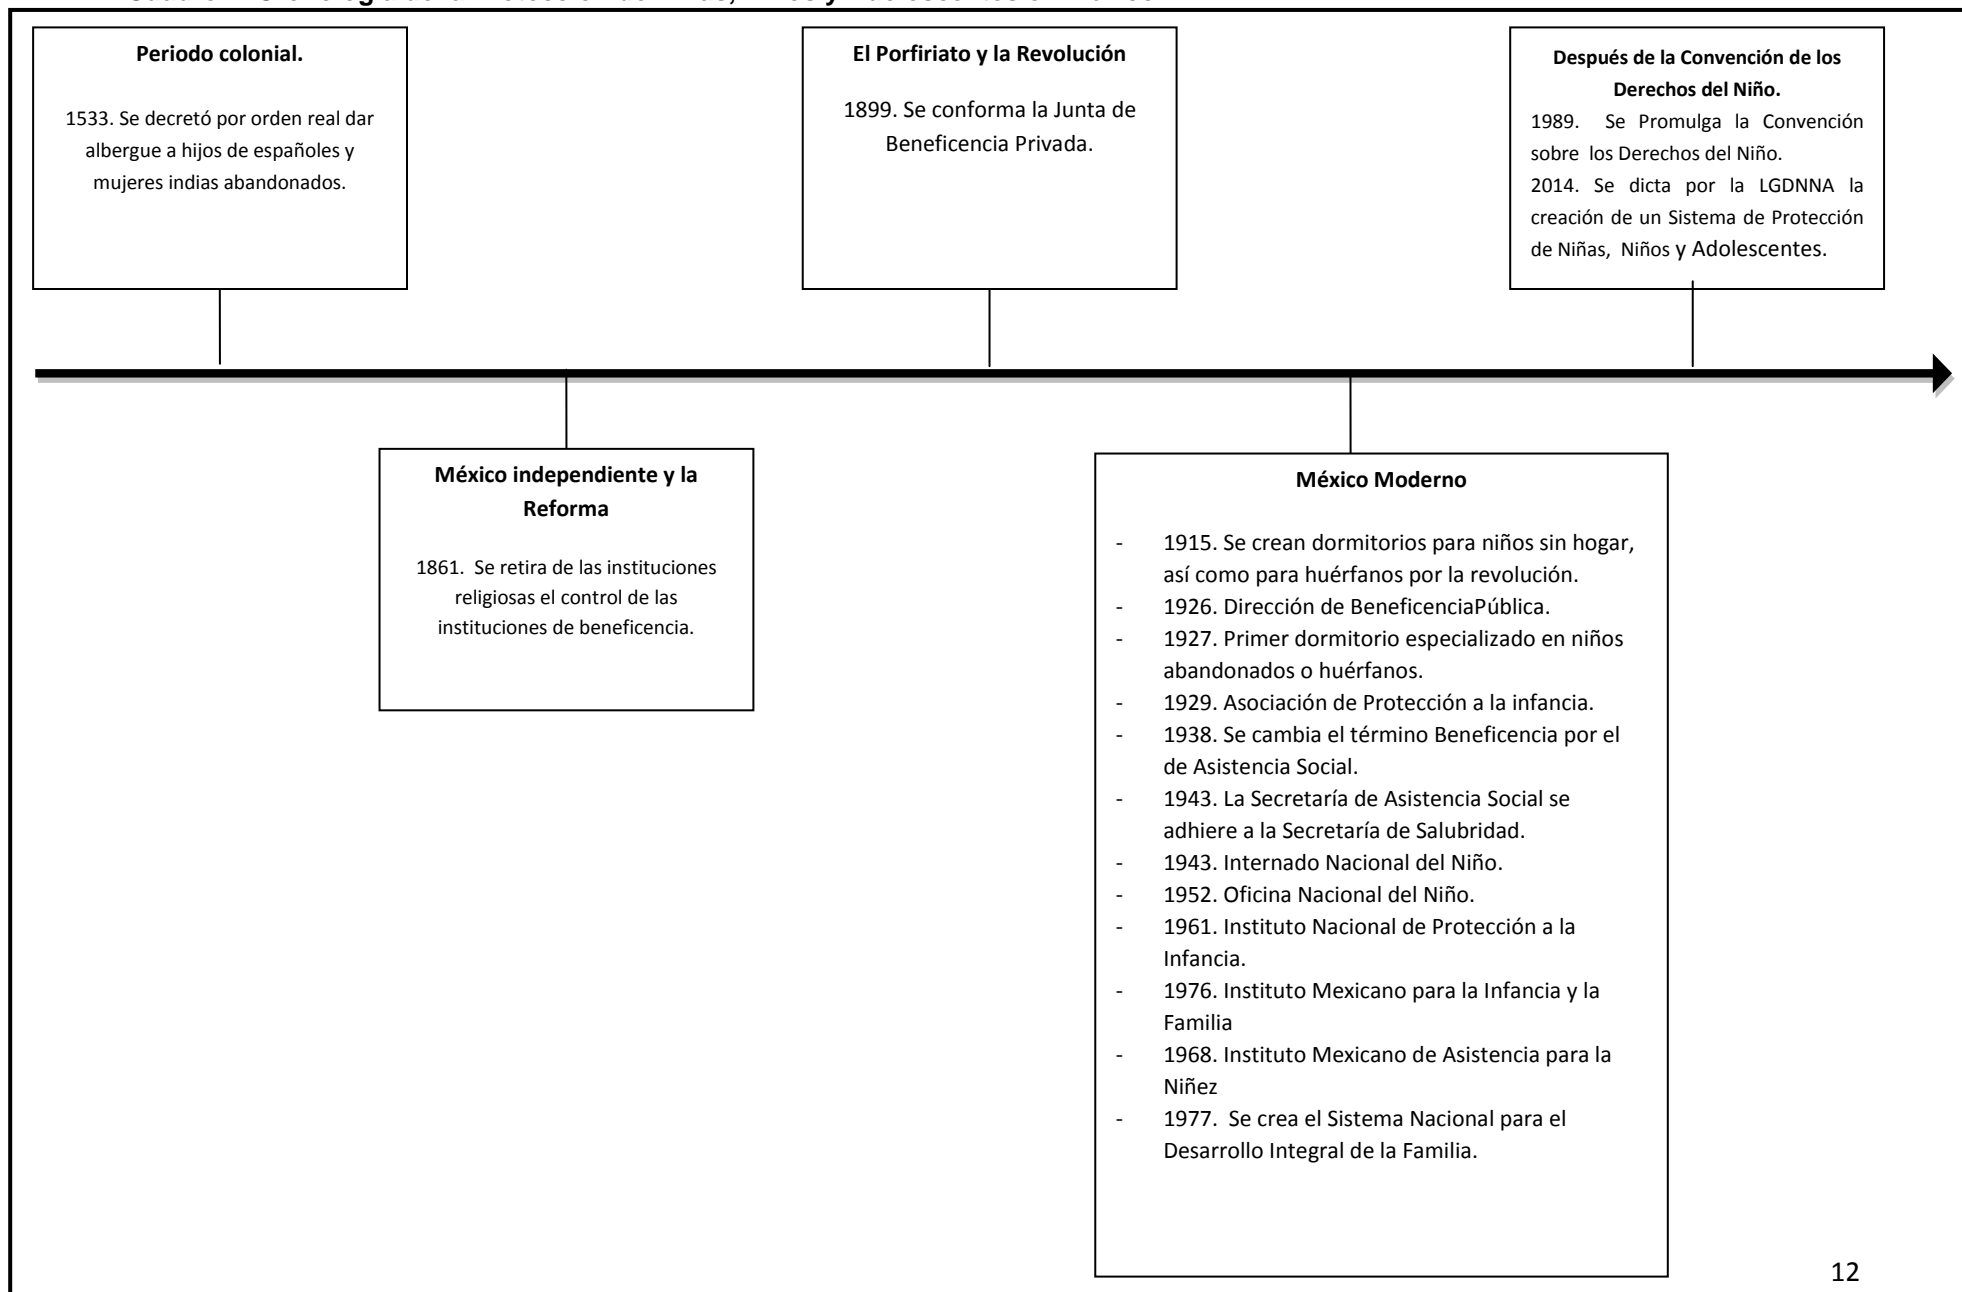 Periodo colonial.
1533. Se decretó por orden real dar
albergue a hijos de españoles y
mujeres indias abandonados.
México independiente y la
Reforma
1861. Se retira de las instituciones
religiosas el control de las
instituciones de beneficencia.
El Porfiriato y la Revolución
1899. Se conforma la Junta de
Beneficencia Privada.
México Moderno
- 1915. Se crean dormitorios para niños sin hogar,
así como para huérfanos por la revolución.
- 1926. Dirección de BeneficenciaPública.
- 1927. Primer dormitorio especializado en niños
abandonados o huérfanos.
- 1929. Asociación de Protección a la infancia.
- 1938. Se cambia el término Beneficencia por el
de Asistencia Social.
- 1943. La Secretaría de Asistencia Social se
adhiere a la Secretaría de Salubridad.
- 1943. Internado Nacional del Niño.
- 1952. Oficina Nacional del Niño.
- 1961. Instituto Nacional de Protección a la
Infancia.
- 1976. Instituto Mexicano para la Infancia y la
Familia
- 1968. Instituto Mexicano de Asistencia para la
Niñez
- 1977. Se crea el Sistema Nacional para el
Desarrollo Integral de la Familia.
Después de la Convención de los
Derechos del Niño.
1989. Se Promulga la Convención
sobre los Derechos del Niño.
2014. Se dicta por la LGDNNA la
creación de un Sistema de Protección
de Niñas, Niños y Adolescentes.
12